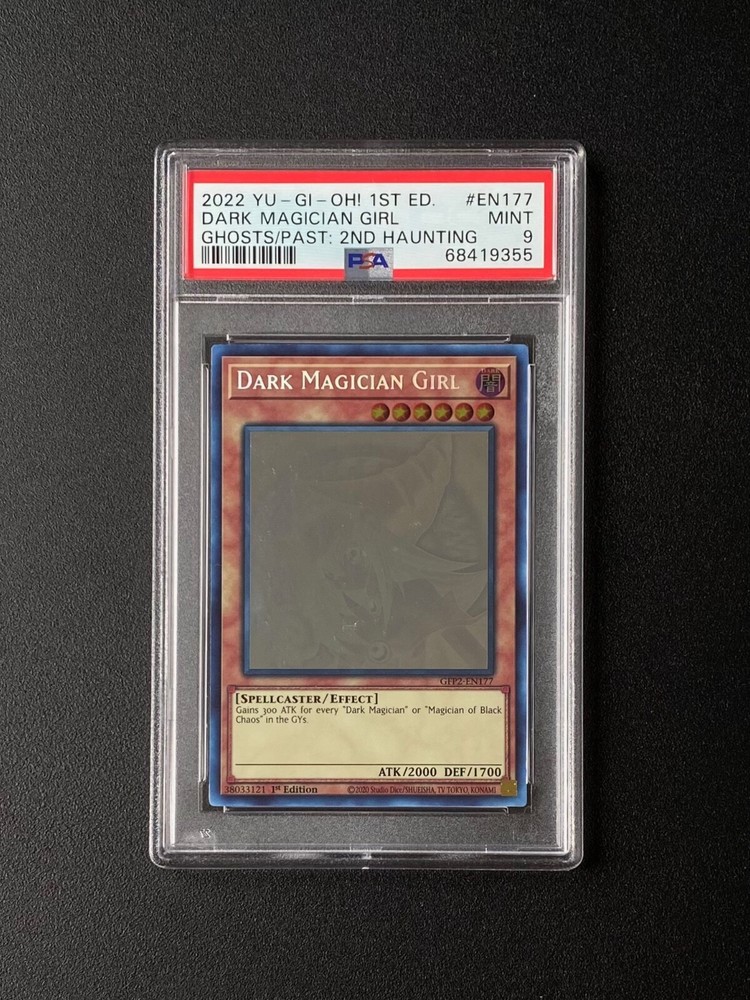 2022 YU-GI-OH! 1ST ED. #EN177
DARK MAGICIAN GIRL MINT
GHOSTS/PAST: 2ND HAUNTING 9
PSA 68419355
DARK MAGICIAN GIRL
DARK
闇
GFP2-EN177
[SPELLCASTER/EFFECT]
Gains 300 ATK for every "Dark Magician" or "Magician of Black
Chaos" in the GYs.
ATK/2000 DEF/1700
38033121 1st Edition ©2020 Studio Dice/SHUEISHA, TV TOKYO, KONAMI